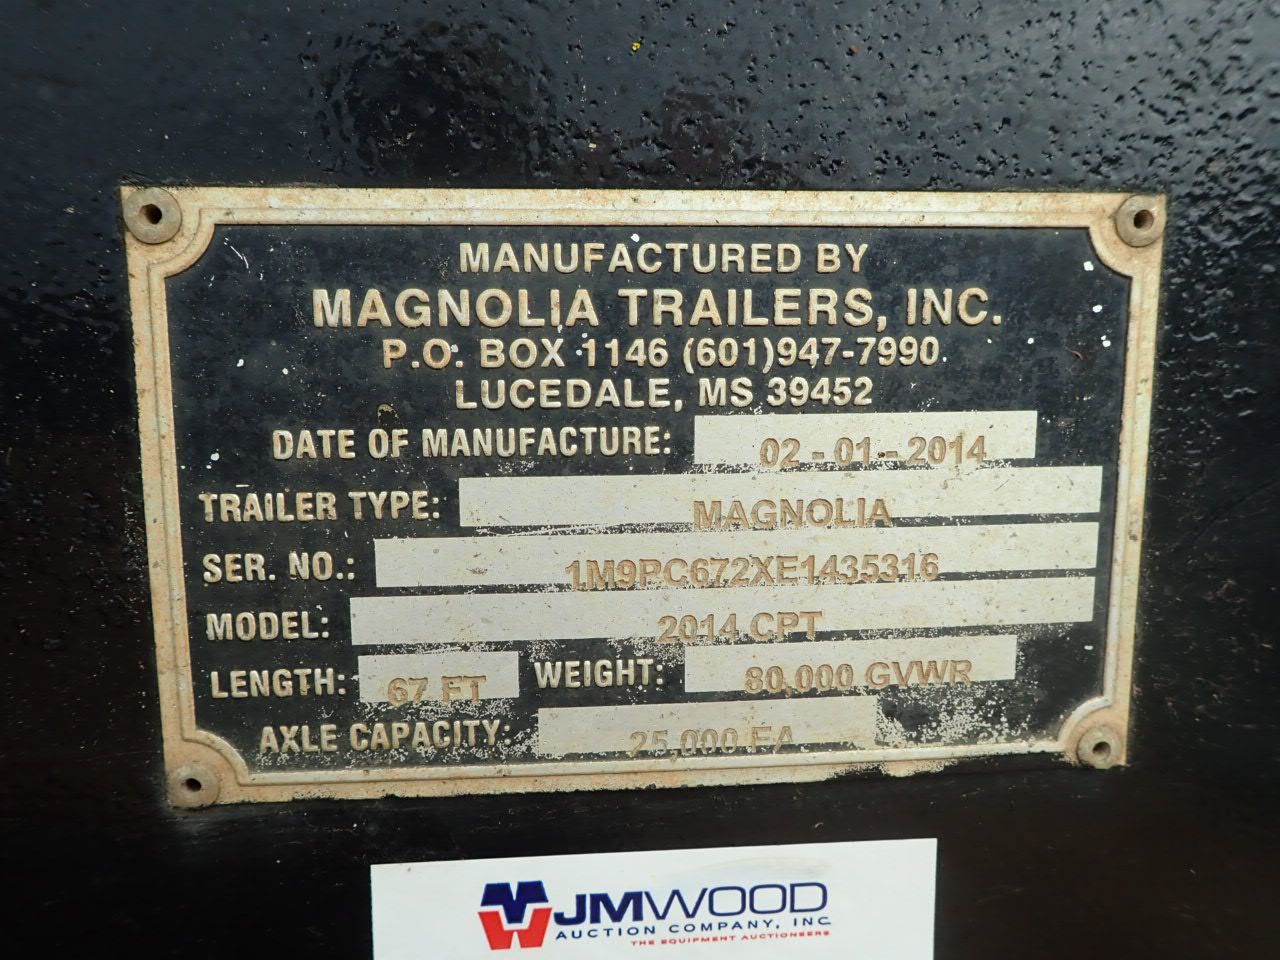 MANUFACTURED BY
MAGNOLIA TRAILERS, INC.
P.O. BOX 1146 (601)947-7990
LUCEDALE, MS 39452
DATE OF MANUFACTURE: 02-01-2014
TRAILER TYPE: MAGNOLIA
SER. NO.: 1M9PC672XE1435316
MODEL: 2014 CPT
LENGTH: 67 FT WEIGHT: 80,000 GVWR
AXLE CAPACITY: 25,000 EA
JMWOOD
AUCTION COMPANY, INC
THE EQUIPMENT AUCTIONEERS